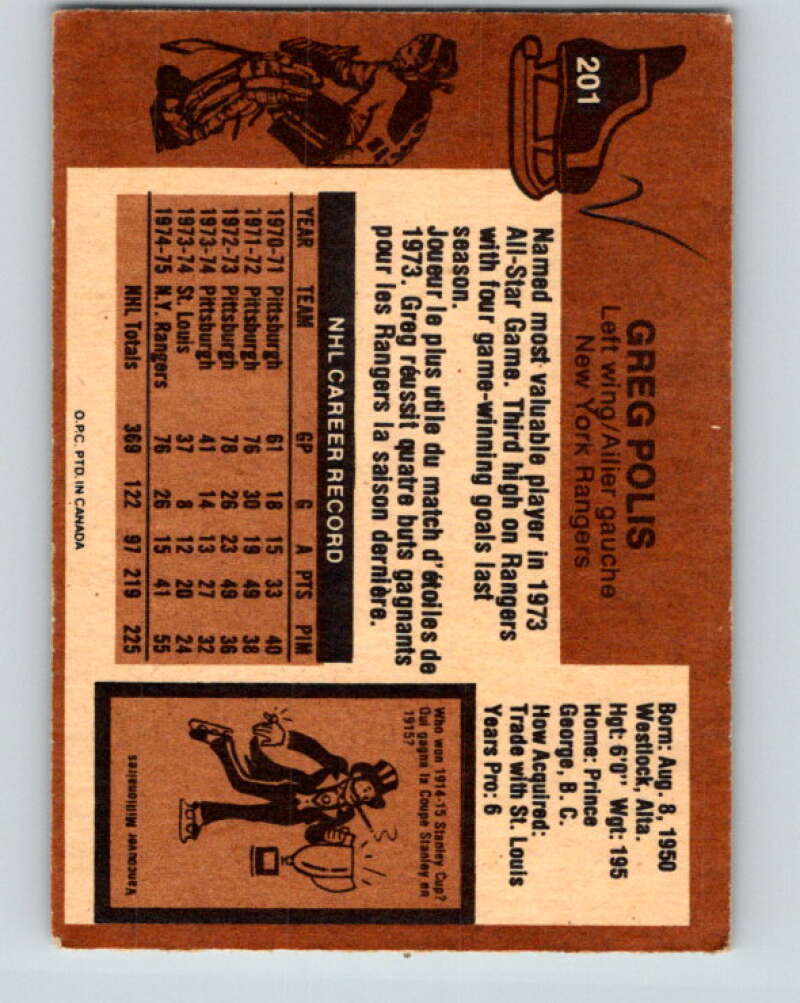 201
GREG POLIS
Left wing/Ailier gauche
New York Rangers
Named most valuable player in 1973
All-Star Game. Third high on Rangers
with four game-winning goals last
season.
Joueur le plus utile du match d'étoiles de
1973. Greg réussit quatre buts gagnants
pour les Rangers la saison dernière.
NHL CAREER RECORD
YEAR TEAM GP G A PTS PIM
1970-71 Pittsburgh 61 18 15 33 40
1971-72 Pittsburgh 76 30 19 49 38
1972-73 Pittsburgh 78 26 23 49 36
1973-74 Pittsburgh 41 14 13 27 32
1973-74 St. Louis 37 8 12 20 24
1974-75 N.Y. Rangers 76 26 15 41 55
NHL Totals 369 122 97 219 225
O.P.C. PTD. IN CANADA
Born: Aug. 8, 1950
Westlock, Alta.
Hgt: 6'0" Wgt: 195
Home: Prince
George, B. C.
How Acquired:
Trade with St. Louis
Years Pro: 6
Who won 1914-15 Stanley Cup?
Qui gagna la Coupe Stanley en
1915?
Vancouver Millionaires